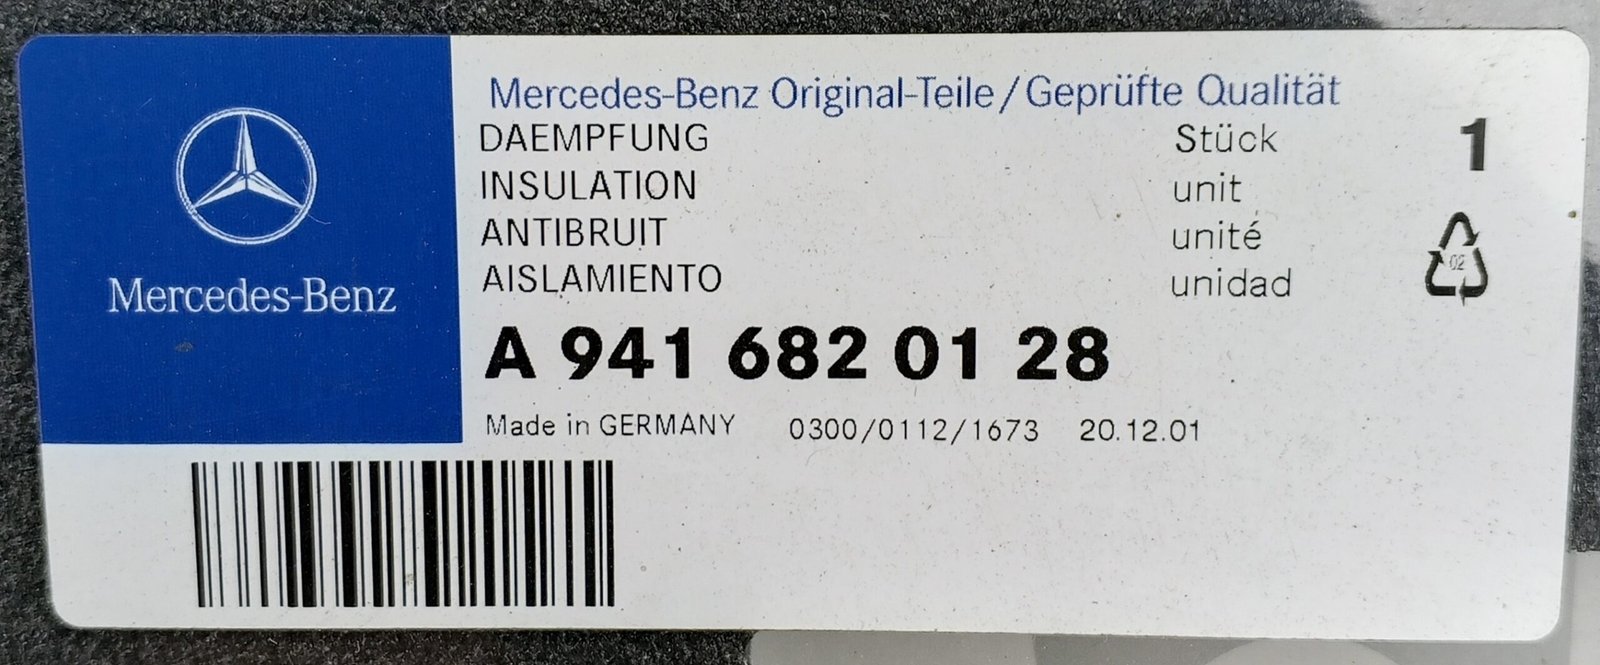 Mercedes-Benz
Mercedes-Benz Original-Teile/Geprüfte Qualität
DAEMPFUNG Stück 1
INSULATION unit
ANTIBRUIT unité
AISLAMIENTO unidad
02
A 941 682 01 28
Made in GERMANY 0300/0112/1673 20.12.01